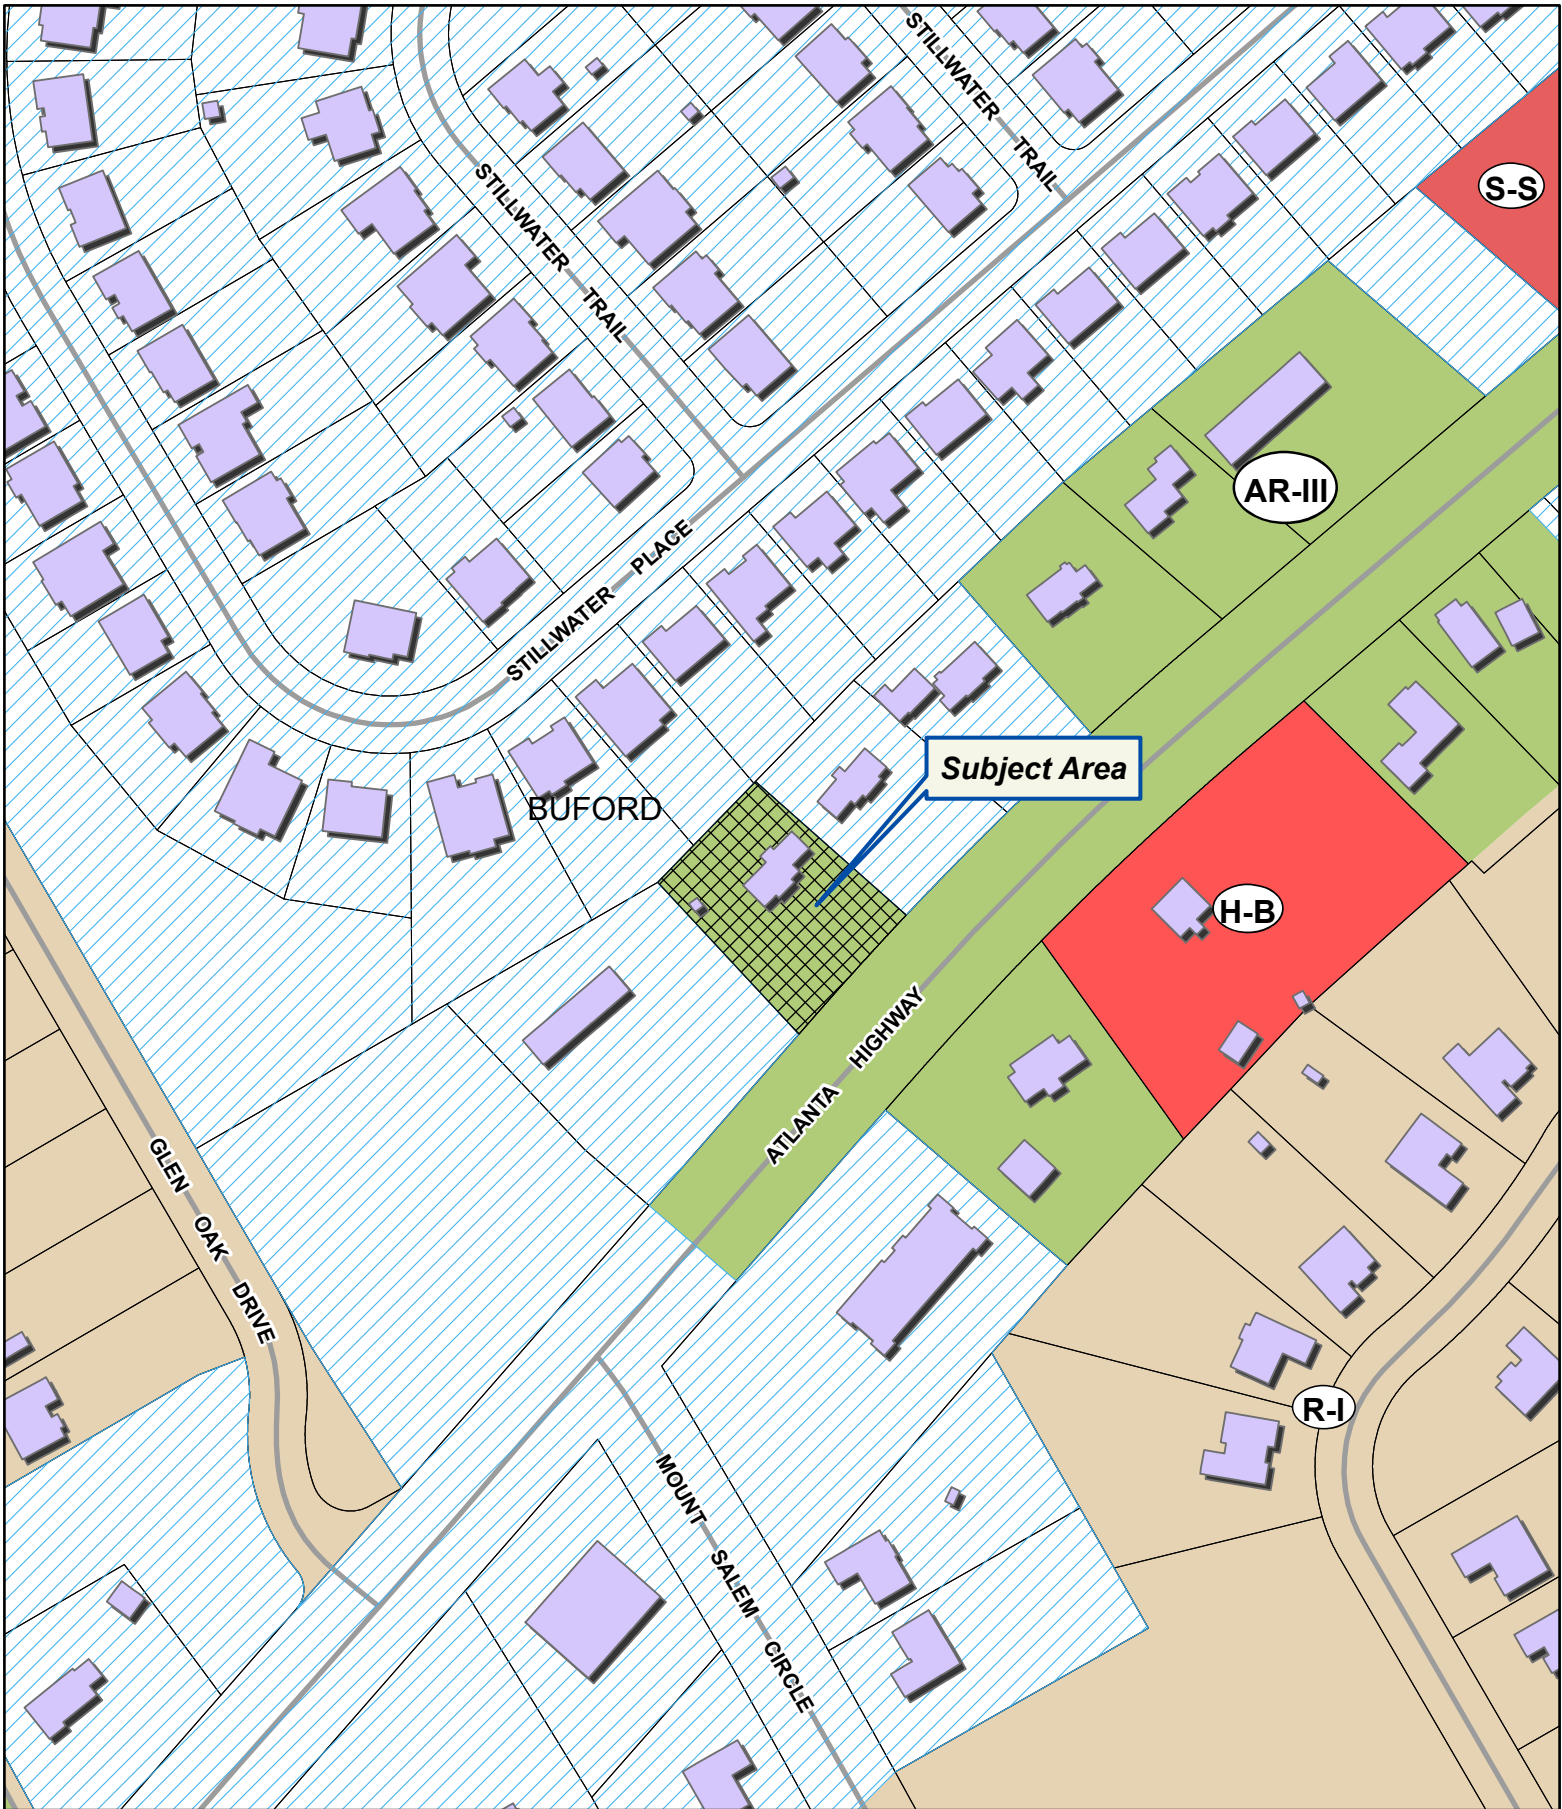 STILLWATER TRAIL
S-S
STILLWATER TRAIL
AR-III
STILLWATER PLACE
Subject Area
BUFORD
H-B
ATLANTA HIGHWAY
GLEN OAK DRIVE
R-I
MOUNT SALEM CIRCLE